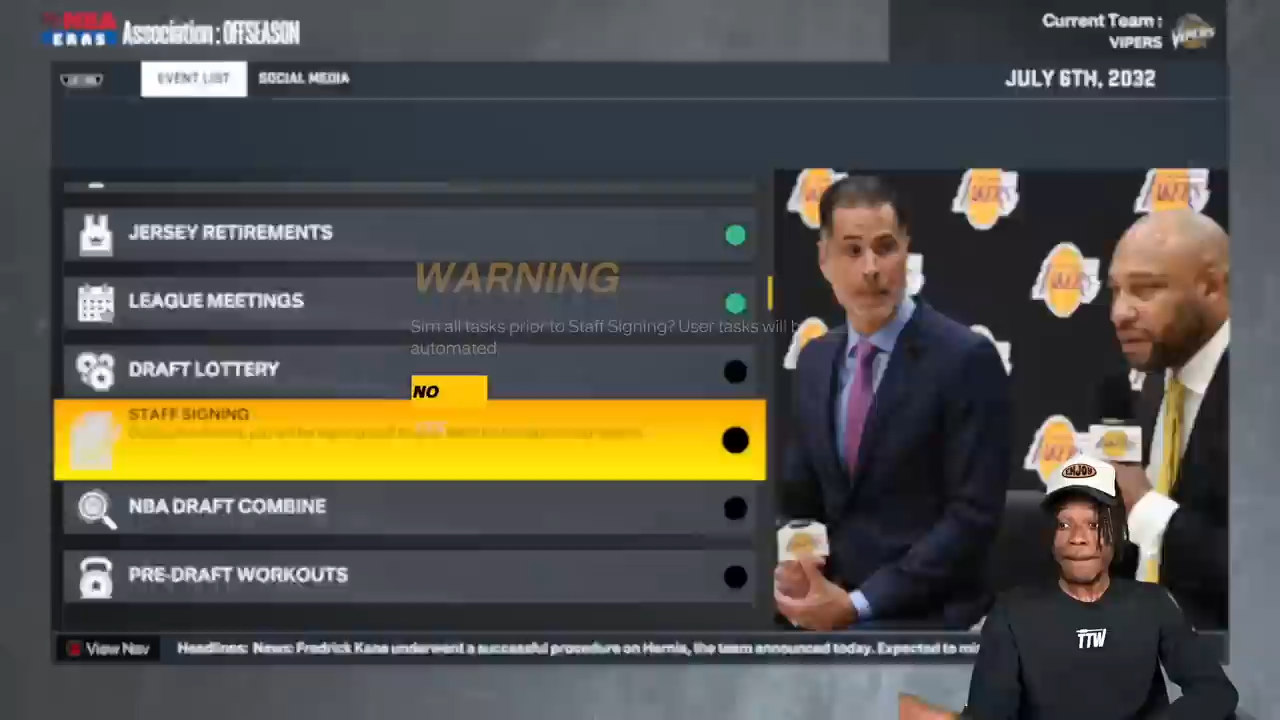 NBA
ERAS
Association : OFFSEASON
Current Team :
VIPERS
VIPERS
EVENT LIST
SOCIAL MEDIA
JULY 6TH, 2032
JERSEY RETIREMENTS
LEAGUE MEETINGS
WARNING
Sim all tasks prior to Staff Signing? User tasks will b
automated
DRAFT LOTTERY
NO
STAFF SIGNING
NBA DRAFT COMBINE
PRE-DRAFT WORKOUTS
View Nav
Headlines: News: Fredrick Kane underwent a successful procedure on Hernia, the team announced today. Expected to mi
LAKERS
LAKERS
ENJOY
TTW